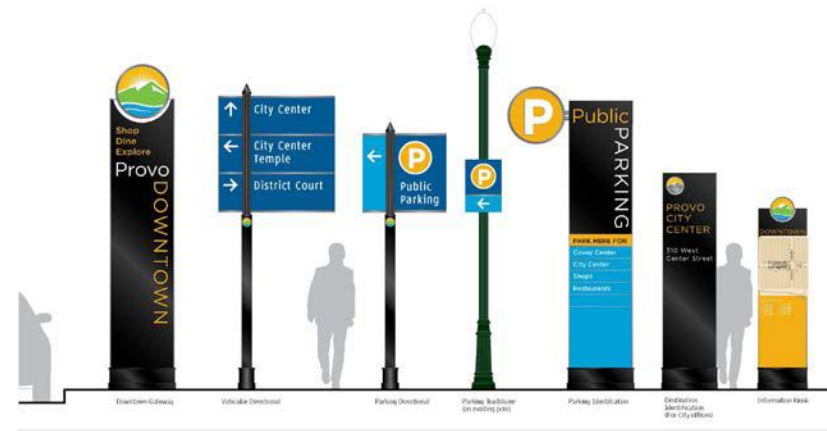 Shop
Dine
Explore
Provo
DOWNTOWN
City Center
City Center
Temple
District Court
P
Public
Parking
P
P
Public
PARKING
PARK HERE FOR
Covey Center
City Center
Shops
Restaurants
PROVO
CITY
CENTER
310 West
Center Street
DOWNTOWN
Downtown Gateway
Vehicular Directional
Parking Directional
Parking Trailblazer
(on existing pole)
Parking Identification
Destination
Identification
(For City offices)
Information Kiosk